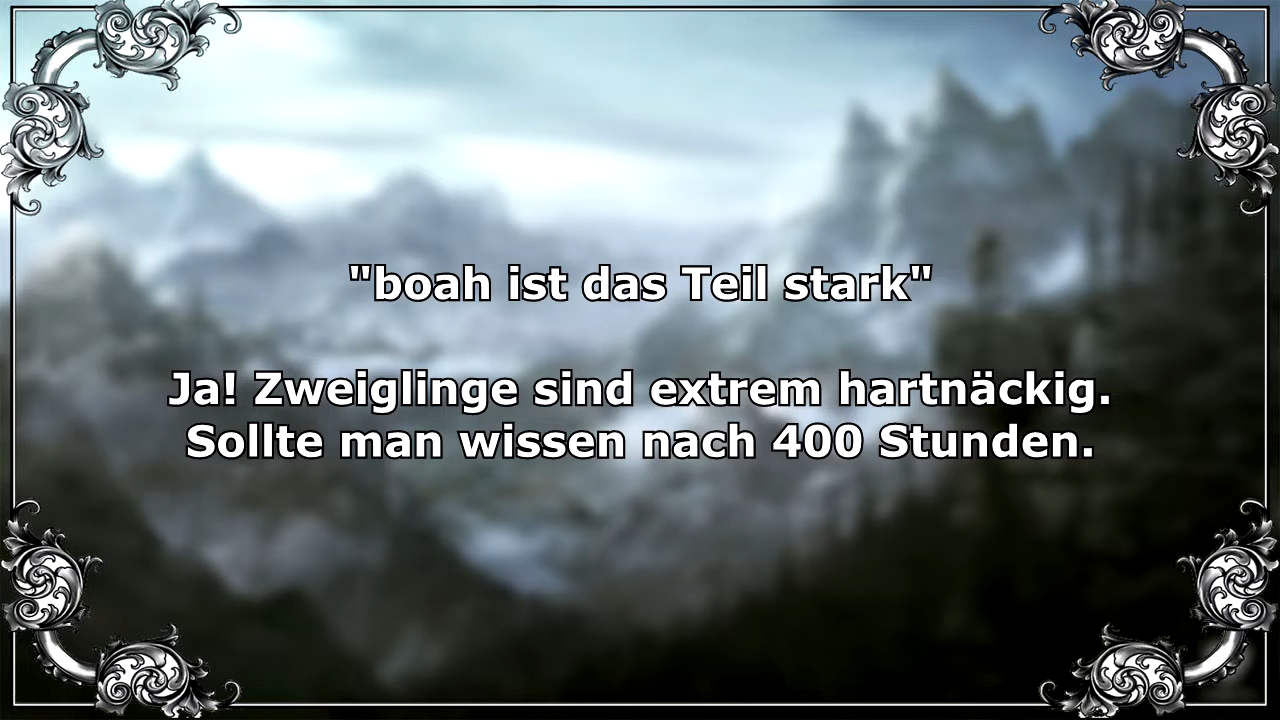 "boah ist das Teil stark"
Ja! Zweiglinge sind extrem hartnäckig.
Sollte man wissen nach 400 Stunden.